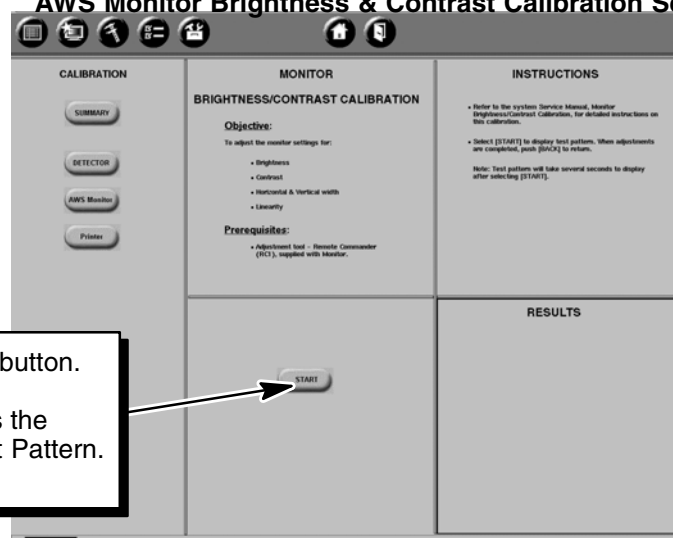 AWS Monitor Brightness & Contrast Calibration Sc
CALIBRATION
SUMMARY
DETECTOR
AWS Monitor
Printer
MONITOR
BRIGHTNESS/CONTRAST CALIBRATION
Objective:
To adjust the monitor settings for:
• Brightness
• Contrast
• Horizontal & Vertical width
• Linearity
Prerequisites:
• Adjustment tool - Remote Commander
(RC1), supplied with Monitor.
INSTRUCTIONS
• Refer to the system Service Manual, Monitor
Brightness/Contrast Calibration, for detailed instructions on
this calibration.
• Select [START] to display test pattern. When adjustments
are completed, push [BACK] to return.
Note: Test pattern will take several seconds to display
after selecting [START].
START
RESULTS
button.
s the
t Pattern.